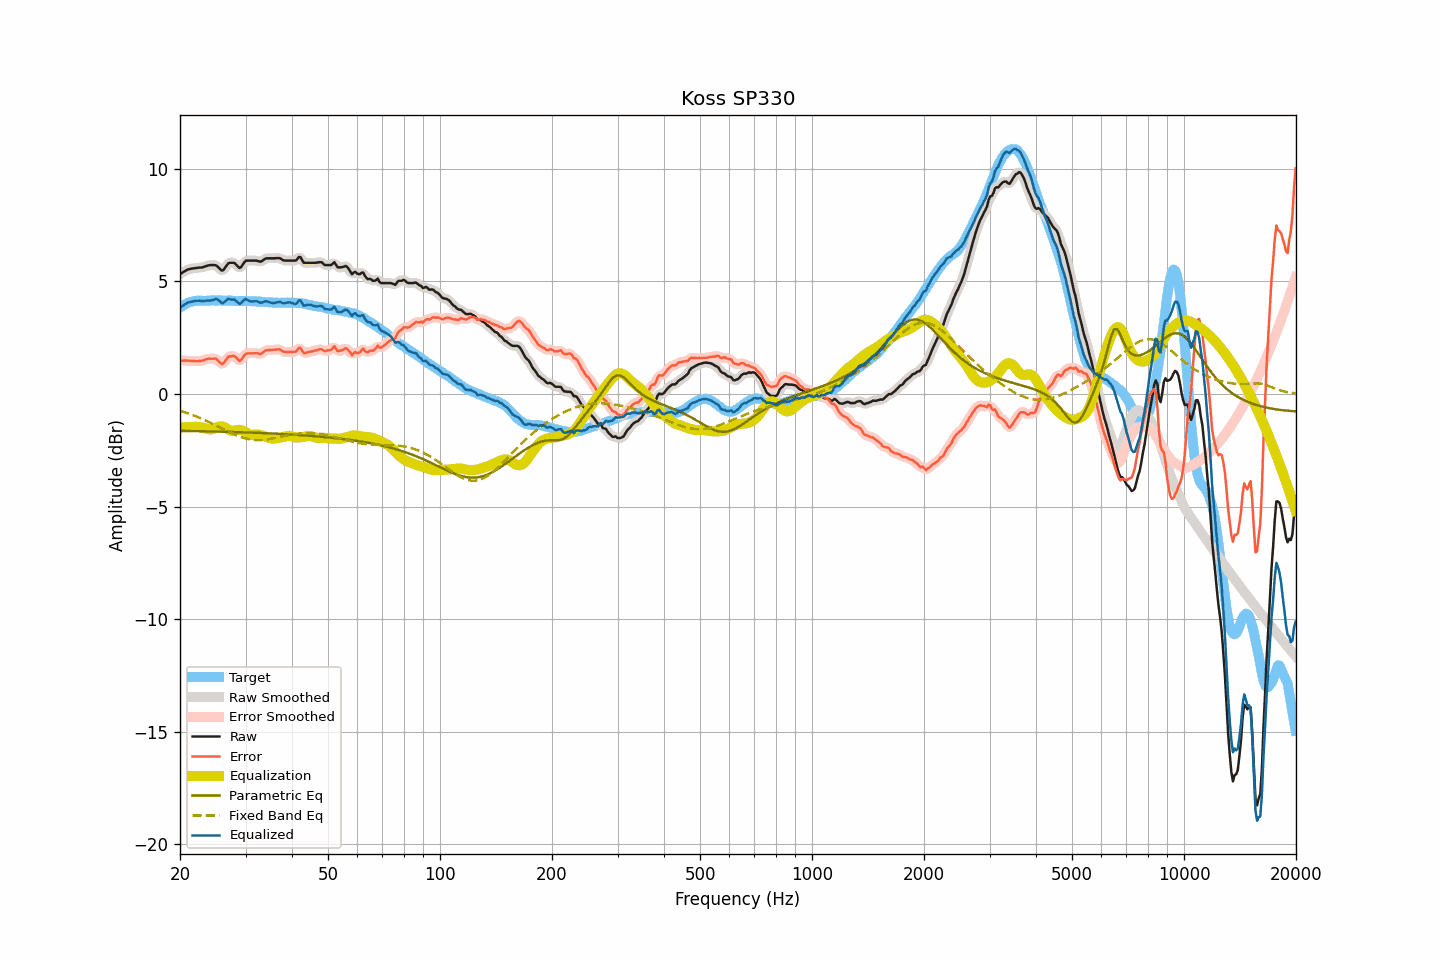 Koss SP330
Amplitude (dBr)
10
5
0
−5
−10
−15
−20
Target
Raw Smoothed
Error Smoothed
Raw
Error
Equalization
Parametric Eq
Fixed Band Eq
Equalized
20 50 100 200 500 1000 2000 5000 10000 20000
Frequency (Hz)